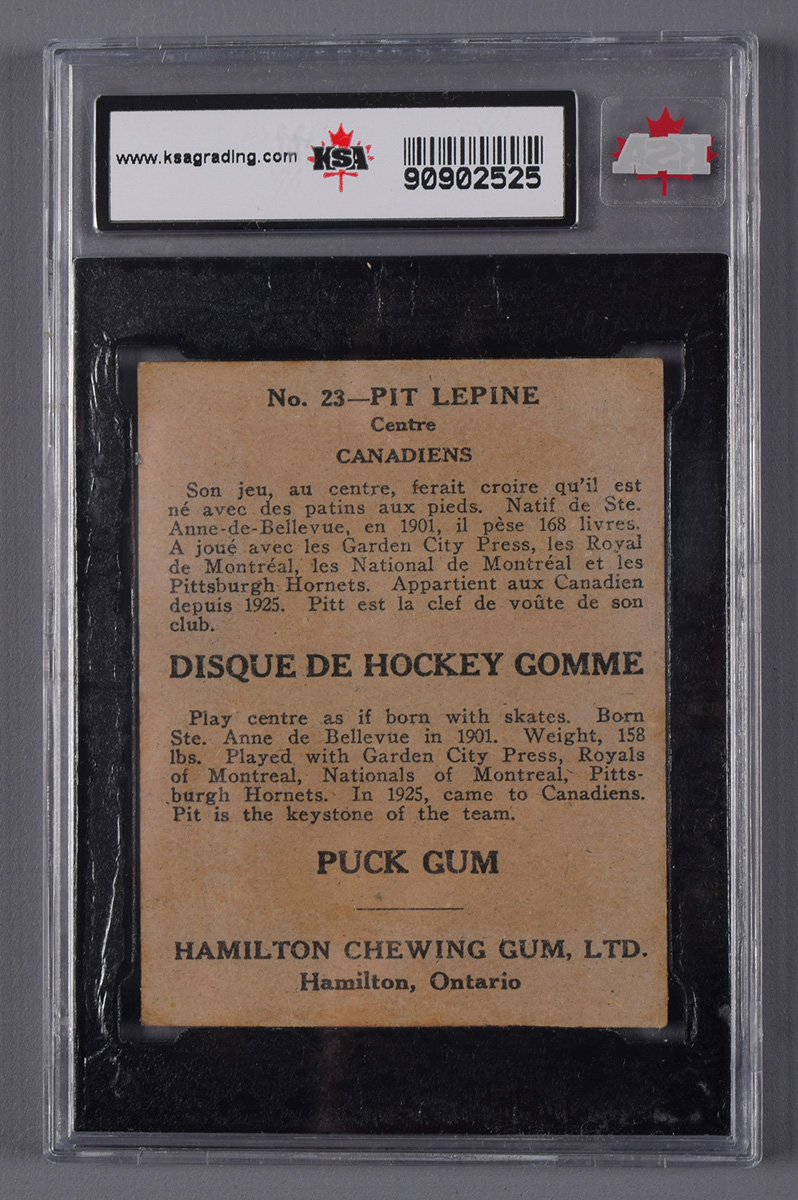 www.ksagrading.com KSA
90902525
KSA
No. 23—PIT LEPINE
Centre
CANADIENS
Son jeu, au centre, ferait croire qu'il est
né avec des patins aux pieds. Natif de Ste.
Anne-de-Bellevue, en 1901, il pèse 168 livres.
A joué avec les Garden City Press, les Royal
de Montréal, les National de Montréal et les
Pittsburgh Hornets. Appartient aux Canadien
depuis 1925. Pitt est la clef de voûte de son
club.
DISQUE DE HOCKEY GOMME
Play centre as if born with skates. Born
Ste. Anne de Bellevue in 1901. Weight, 158
lbs. Played with Garden City Press, Royals
of Montreal, Nationals of Montreal, Pitts-
burgh Hornets. In 1925, came to Canadiens.
Pit is the keystone of the team.
PUCK GUM
HAMILTON CHEWING GUM, LTD.
Hamilton, Ontario